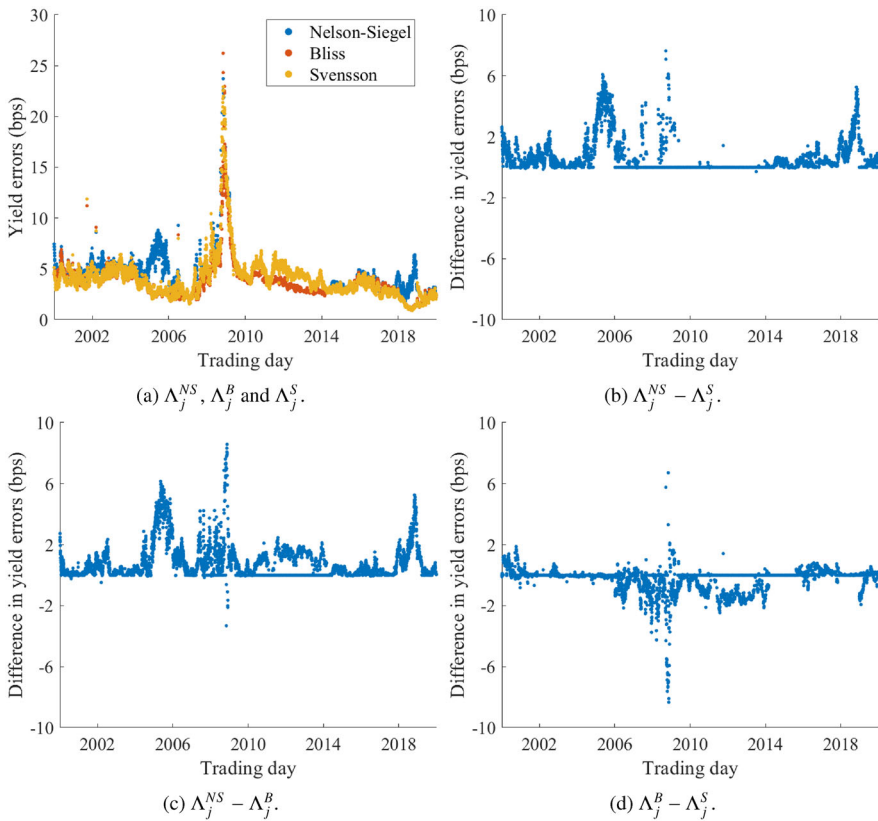 30
25
20
15
10
5
0
Yield errors (bps)
Nelson-Siegel
Bliss
Svensson
2002 2006 2010 2014 2018
Trading day
(a) Λ_j^{NS}, Λ_j^B and Λ_j^S.
10
6
2
-2
-6
-10
Difference in yield errors (bps)
2002 2006 2010 2014 2018
Trading day
(b) Λ_j^{NS} − Λ_j^S.
10
6
2
-2
-6
-10
Difference in yield errors (bps)
2002 2006 2010 2014 2018
Trading day
(c) Λ_j^{NS} − Λ_j^B.
10
6
2
-2
-6
-10
Difference in yield errors (bps)
2002 2006 2010 2014 2018
Trading day
(d) Λ_j^B − Λ_j^S.